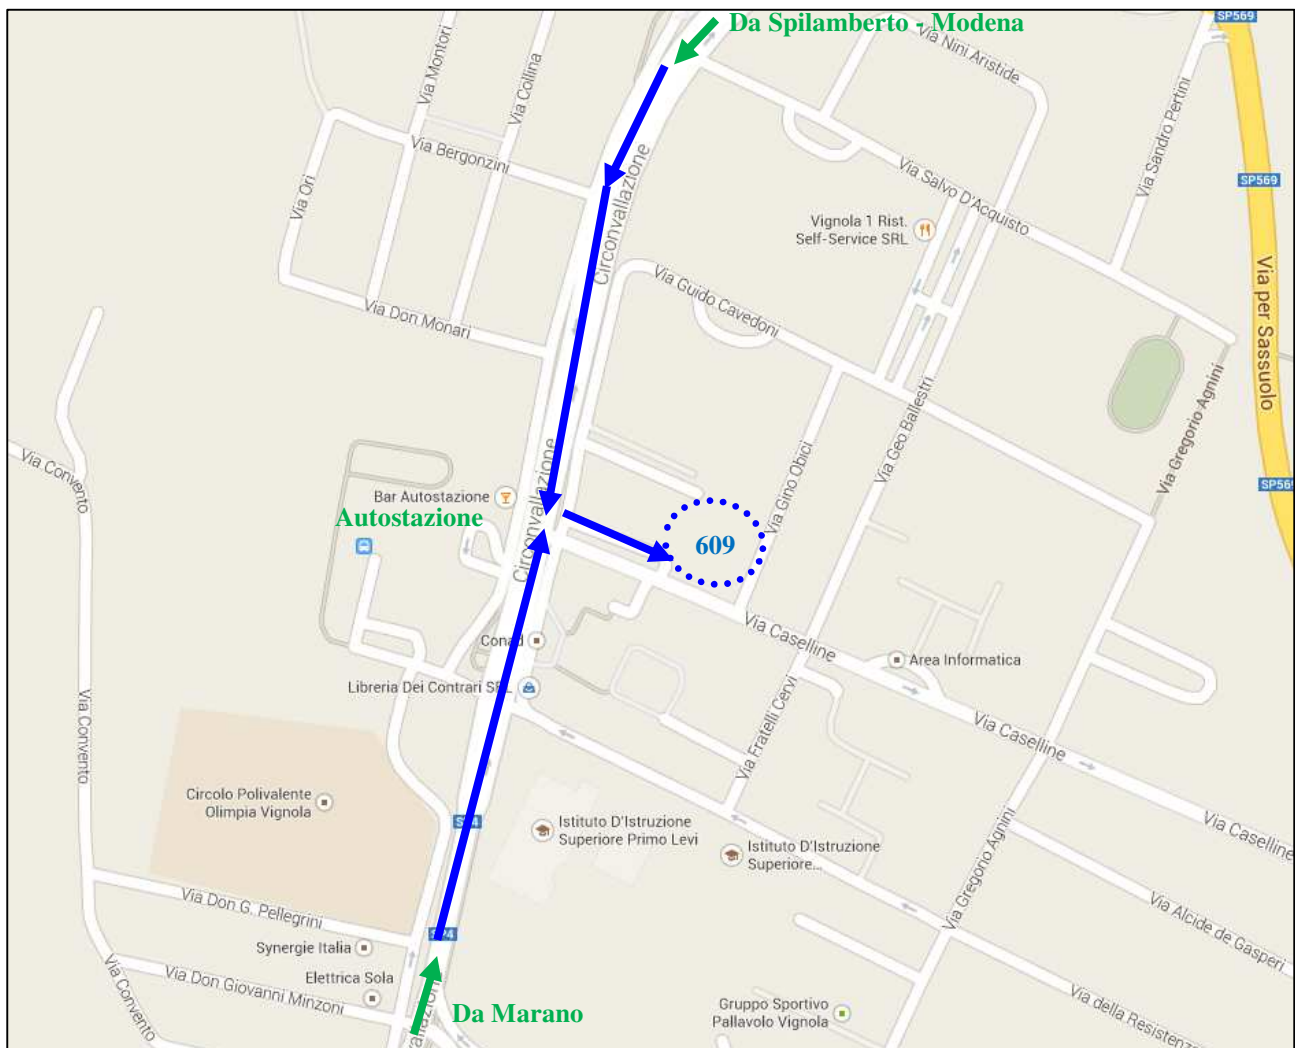 SP569
Da Spilamberto - Modena
Via Nini Aristide
Via Montori
Via Collina
Via Sandro Pertini
Via Bergonzini
Circonvallazione
Via Salvo D'Acquisto
SP569
Via Ori
Vignola 1 Rist.
Self-Service SRL
Via Guido Cavedoni
Via per Sassuolo
Via Don Monari
Via Gregorio Agnini
Via Geo Ballestri
Via Gino Obici
Via Convento
Circonvallazione
SP569
Bar Autostazione
Autostazione
609
Via Caselline
Conad
Area Informatica
Libreria Dei Contrari SRL
Via Convento
Via Fratelli Cervi
Via Caselline
Circolo Polivalente
Olimpia Vignola
SP4
Istituto D'Istruzione
Superiore Primo Levi
Istituto D'Istruzione
Superiore...
Via Caselline
Via Gregorio Agnini
Via Don G. Pellegrini
SP4
Via Alcide de Gasperi
Synergie Italia
Via Don Giovanni Minzoni
Elettrica Sola
Via Convento
Da Marano
vallazione
Gruppo Sportivo
Pallavolo Vignola
Via della Resistenza